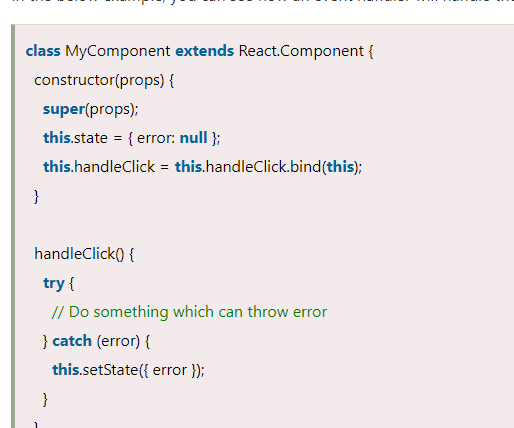 In the below example, you can see how an event handler will handle the
class MyComponent extends React.Component {
constructor(props) {
super(props);
this.state = { error: null };
this.handleClick = this.handleClick.bind(this);
}
handleClick() {
try {
// Do something which can throw error
} catch (error) {
this.setState({ error });
}
}